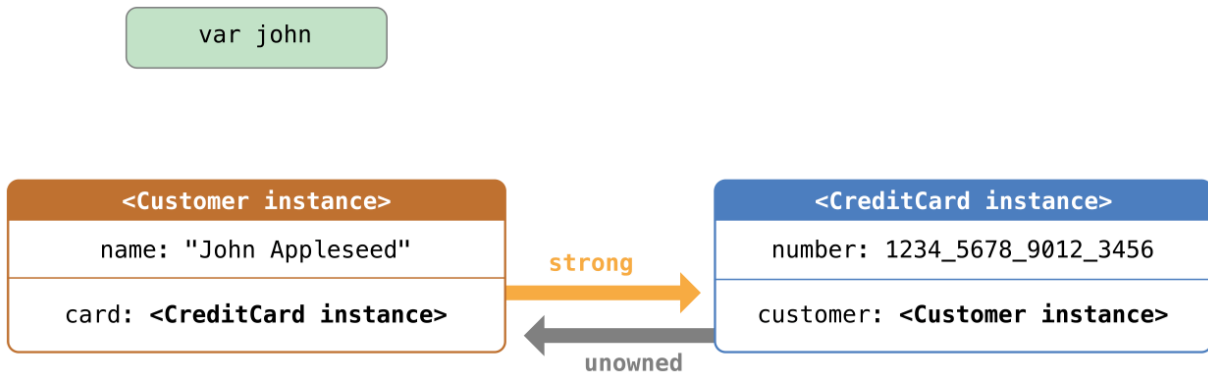 var john
<Customer instance>
name: "John Appleseed"
card: <CreditCard instance>
strong
unowned
<CreditCard instance>
number: 1234_5678_9012_3456
customer: <Customer instance>